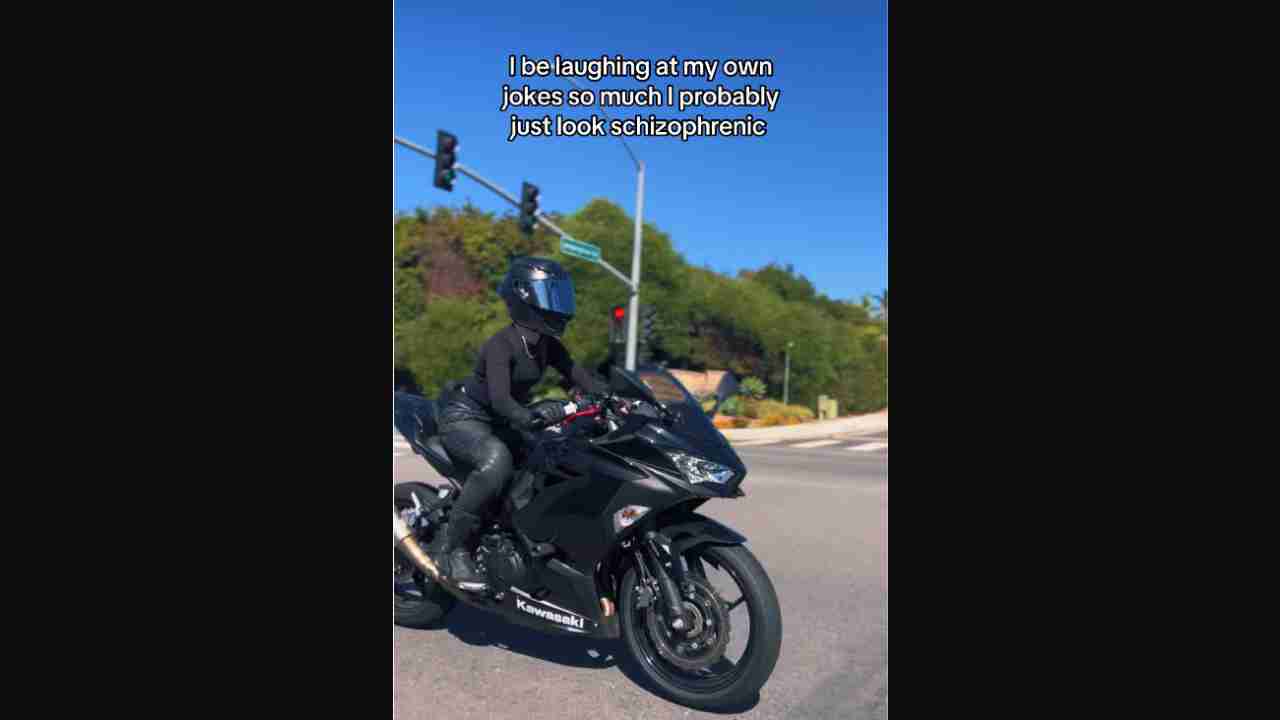 I be laughing at my own
jokes so much I probably
just look schizophrenic
Kawasaki